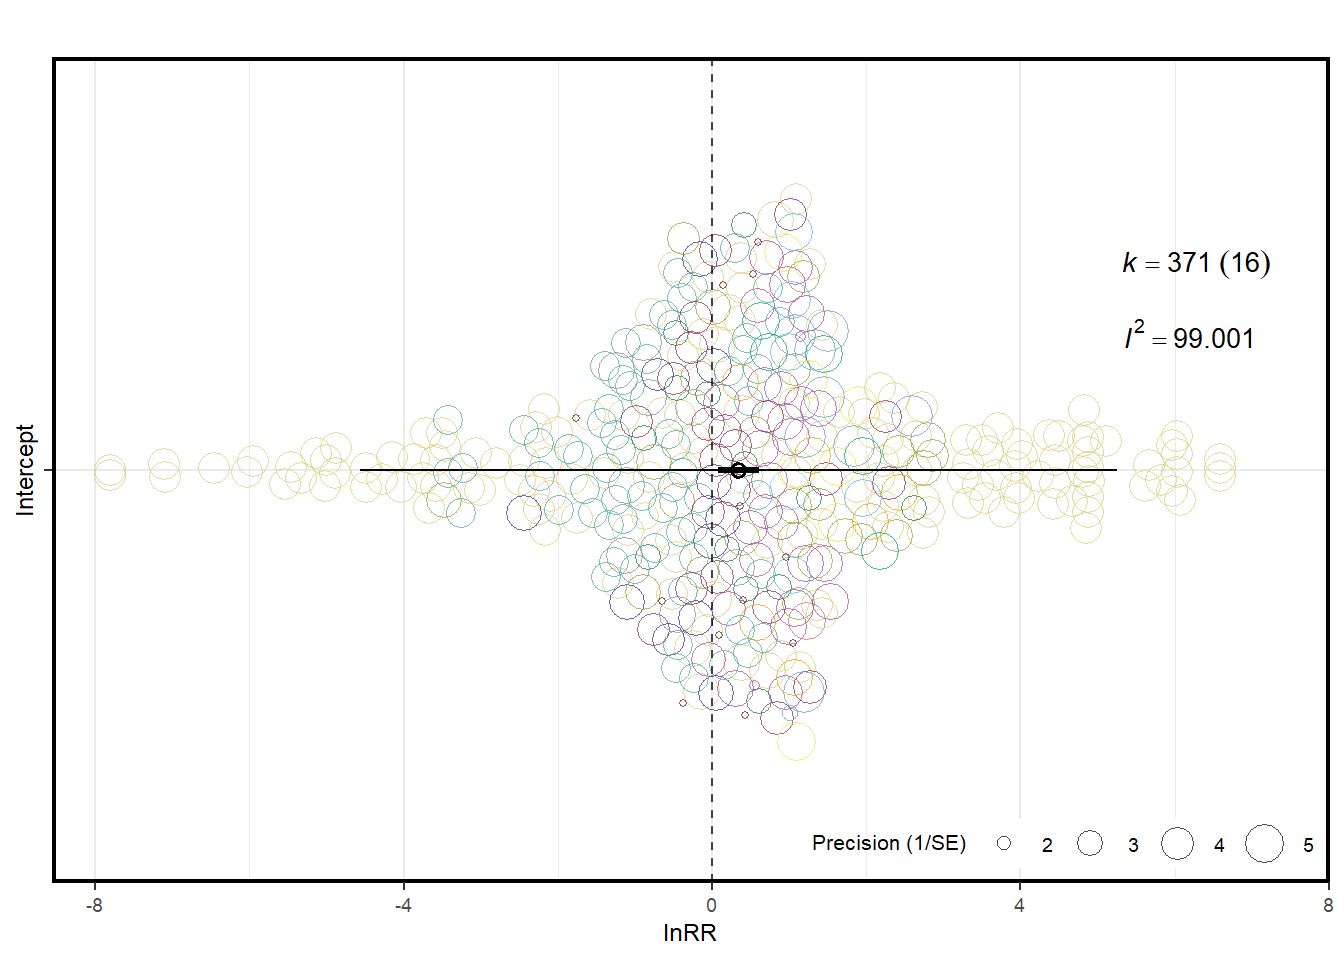 k = 371 (16)
I² = 99.001
Intercept
Precision (1/SE) 2 3 4 5
-8 -4 0 4 8
lnRR